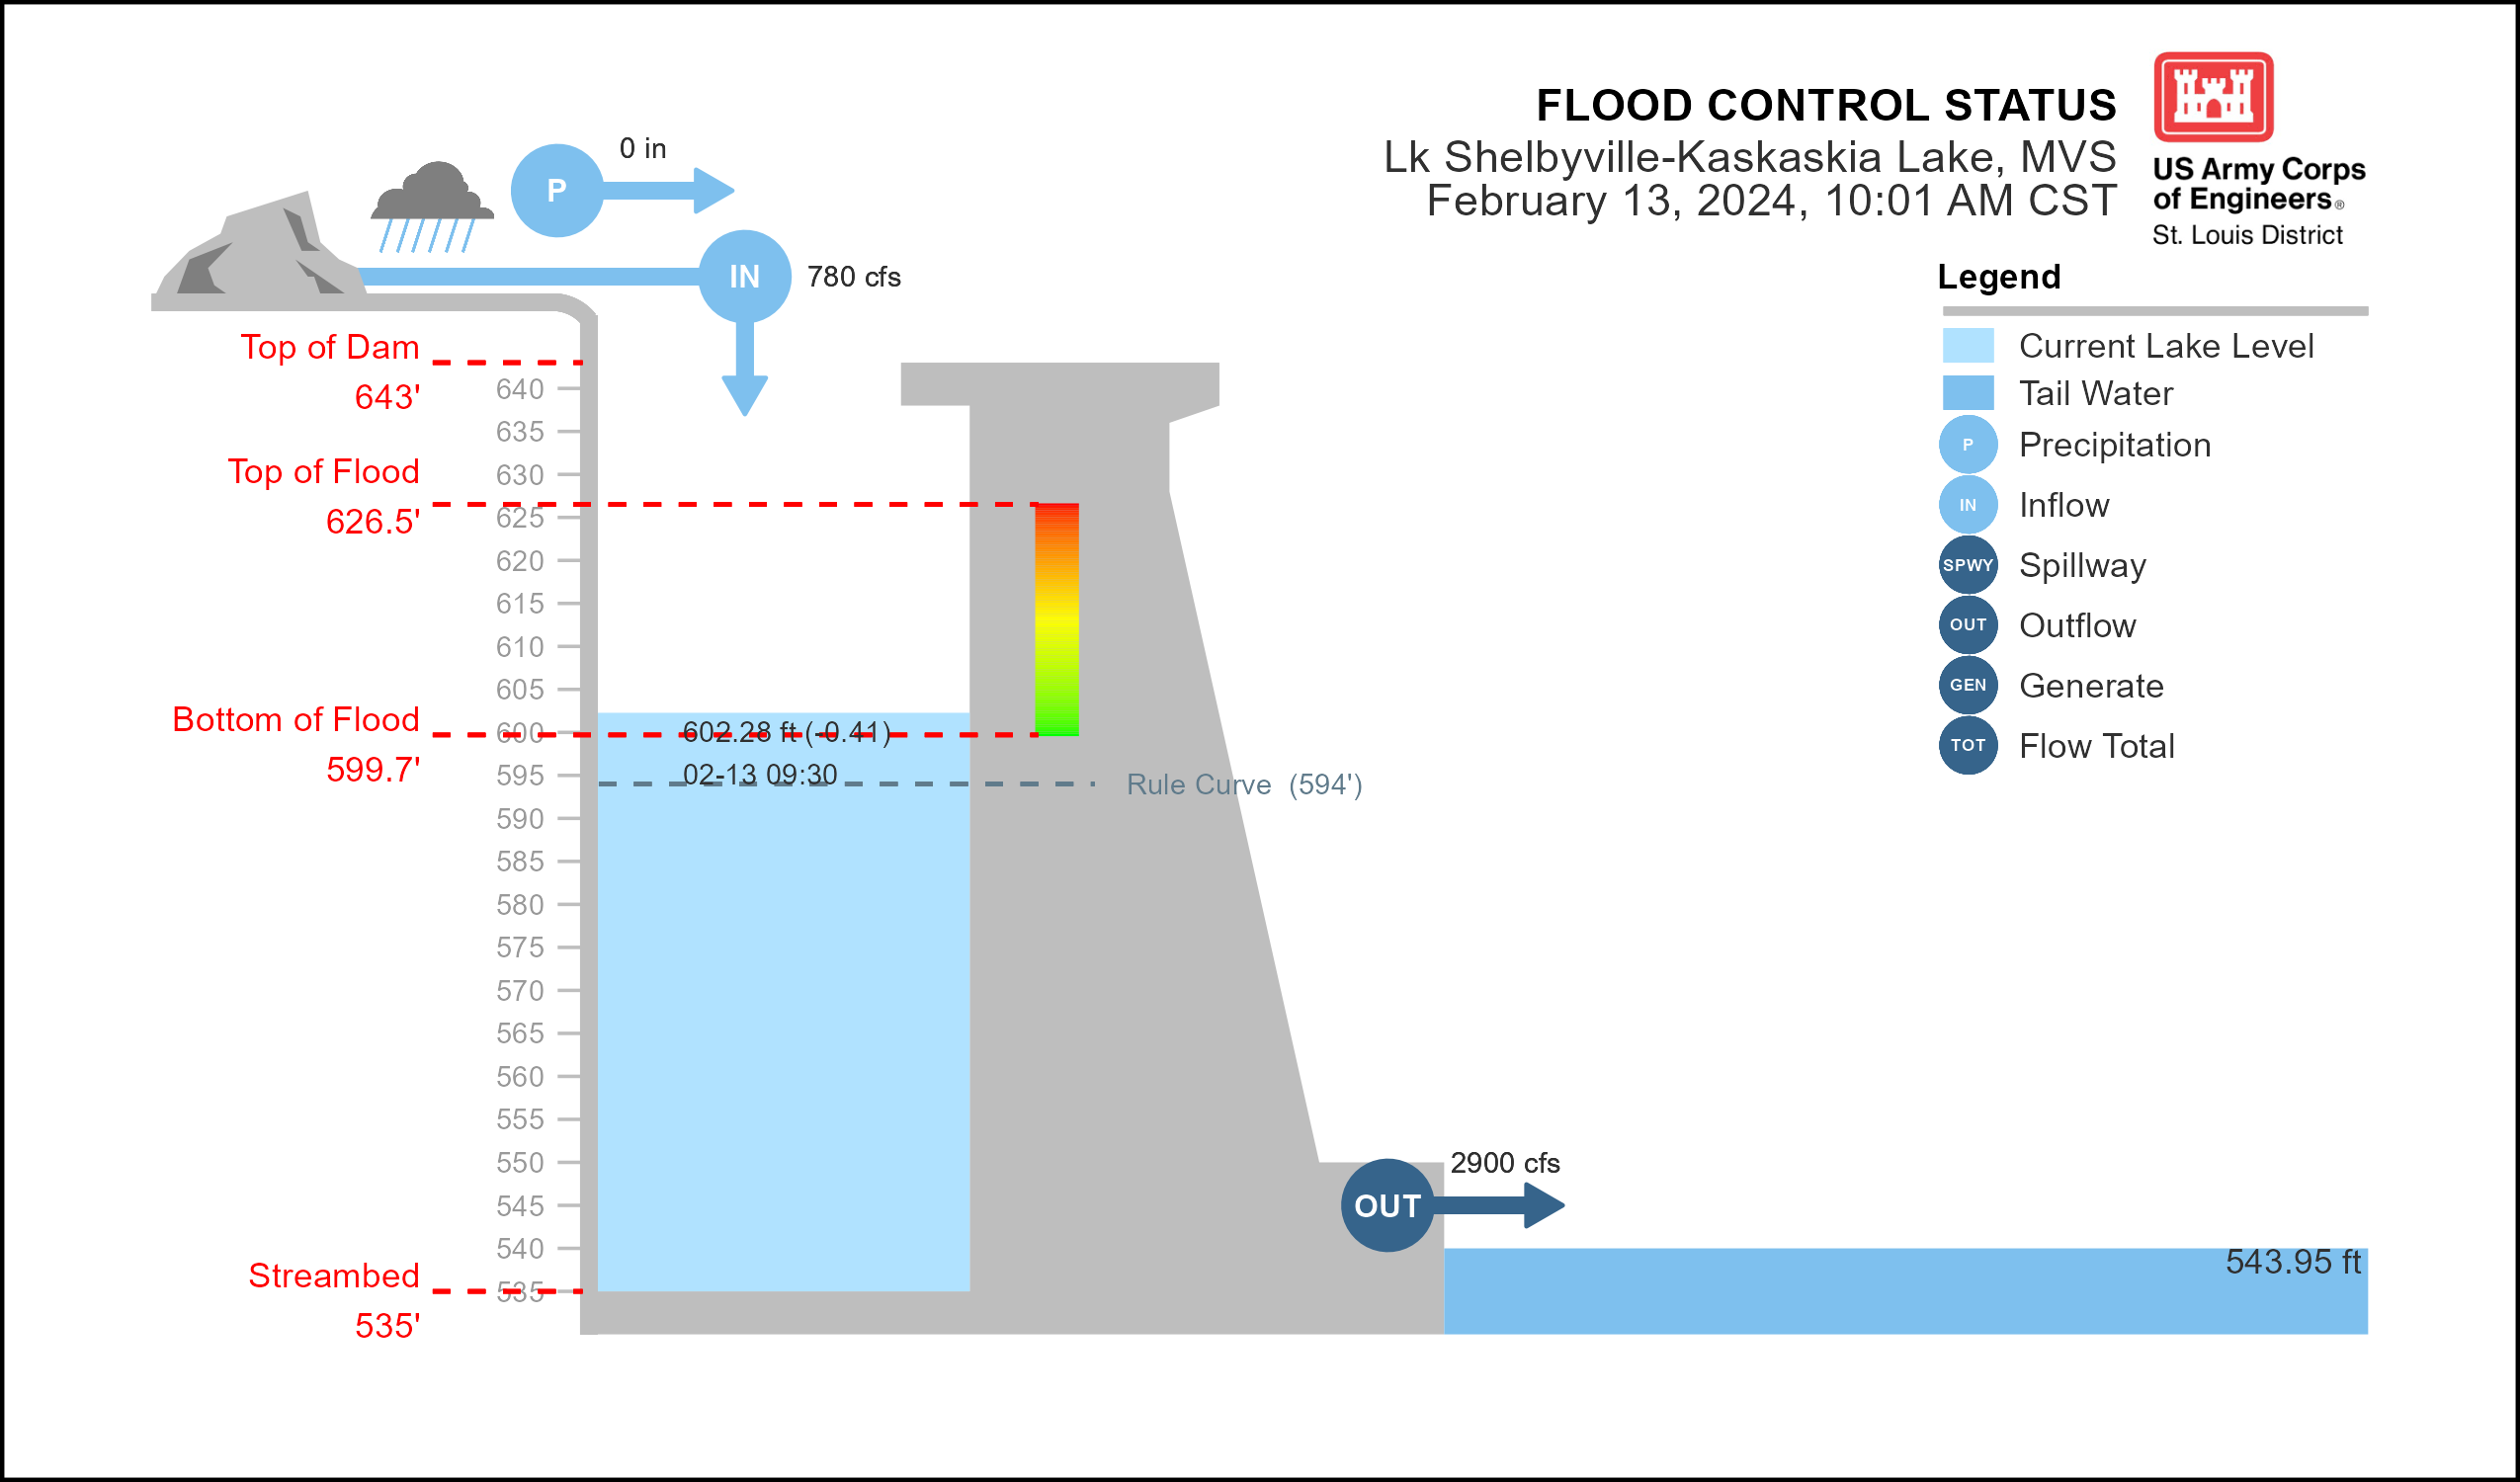 FLOOD CONTROL STATUS
Lk Shelbyville-Kaskaskia Lake, MVS
February 13, 2024, 10:01 AM CST
US Army Corps
of Engineers®
St. Louis District
P
0 in
IN
780 cfs
Legend
Current Lake Level
Tail Water
P Precipitation
IN Inflow
SPWY Spillway
OUT Outflow
GEN Generate
TOT Flow Total
Top of Dam
643'
Top of Flood
626.5'
Bottom of Flood
599.7'
Streambed
535'
640
635
630
625
620
615
610
605
600
595
590
585
580
575
570
565
560
555
550
545
540
535
602.28 ft (-0.41)
02-13 09:30
Rule Curve (594')
OUT
2900 cfs
543.95 ft